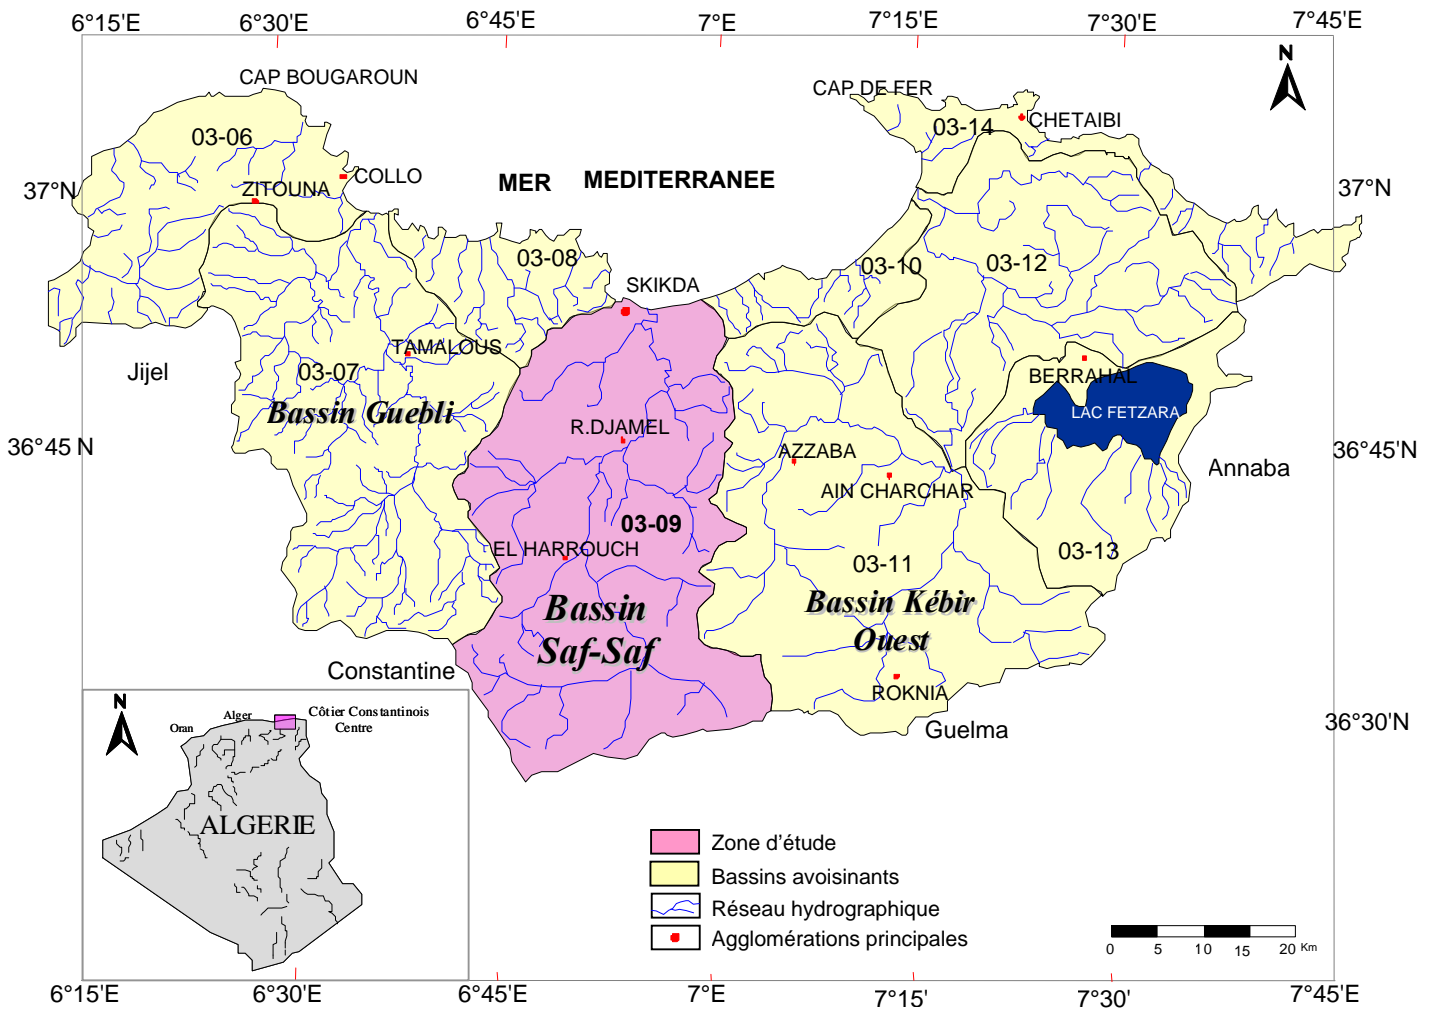 6°15'E 6°30'E 6°45'E 7°E 7°15'E 7°30'E 7°45'E
N
CAP BOUGAROUN
CAP DE FER
03-06
03-14
CHETAIBI
COLLO
ZITOUNA
37°N
MER MEDITERRANEE
37°N
03-08
03-10
03-12
SKIKDA
TAMALOUS
Jijel
03-07
BERRAHAL
Bassin Guebli
LAC FETZARA
R.DJAMEL
36°45 N
AZZABA
36°45'N
Annaba
AIN CHARCHAR
03-09
EL HARROUCH
03-11
03-13
Bassin
Saf-Saf
Bassin Kébir
Ouest
Constantine
ROKNIA
Guelma
36°30'N
N
Oran
Alger
Côtier Constantinois
Centre
ALGERIE
Zone d'étude
Bassins avoisinants
Réseau hydrographique
Agglomérations principales
0 5 10 15 20 Km
6°15'E 6°30'E 6°45'E 7°E 7°15' 7°30' 7°45'E